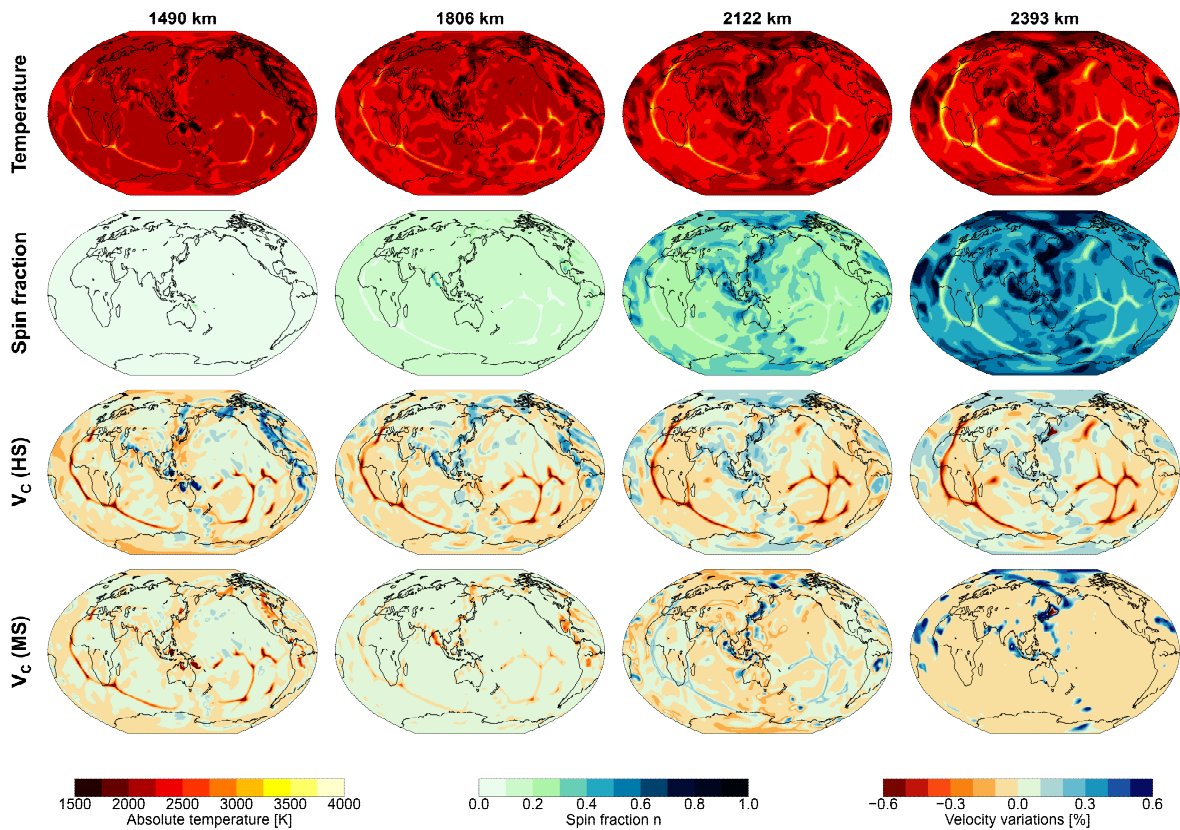 1490 km 1806 km 2122 km 2393 km
Temperature
Spin fraction
VC (HS)
VC (MS)
1500 2000 2500 3000 3500 4000
Absolute temperature [K]
0.0 0.2 0.4 0.6 0.8 1.0
Spin fraction n
−0.6 −0.3 0.0 0.3 0.6
Velocity variations [%]